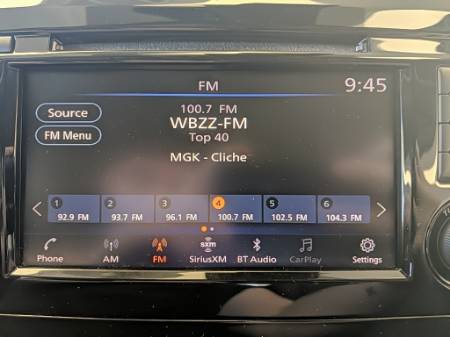 FM 9:45
Source
100.7 FM
WBZZ-FM
FM Menu
Top 40
MGK - Cliche
1 2 3 4 5 6
92.9 FM 93.7 FM 96.1 FM 100.7 FM 102.5 FM 104.3 FM
sxm
Phone AM FM SiriusXM BT Audio CarPlay Settings